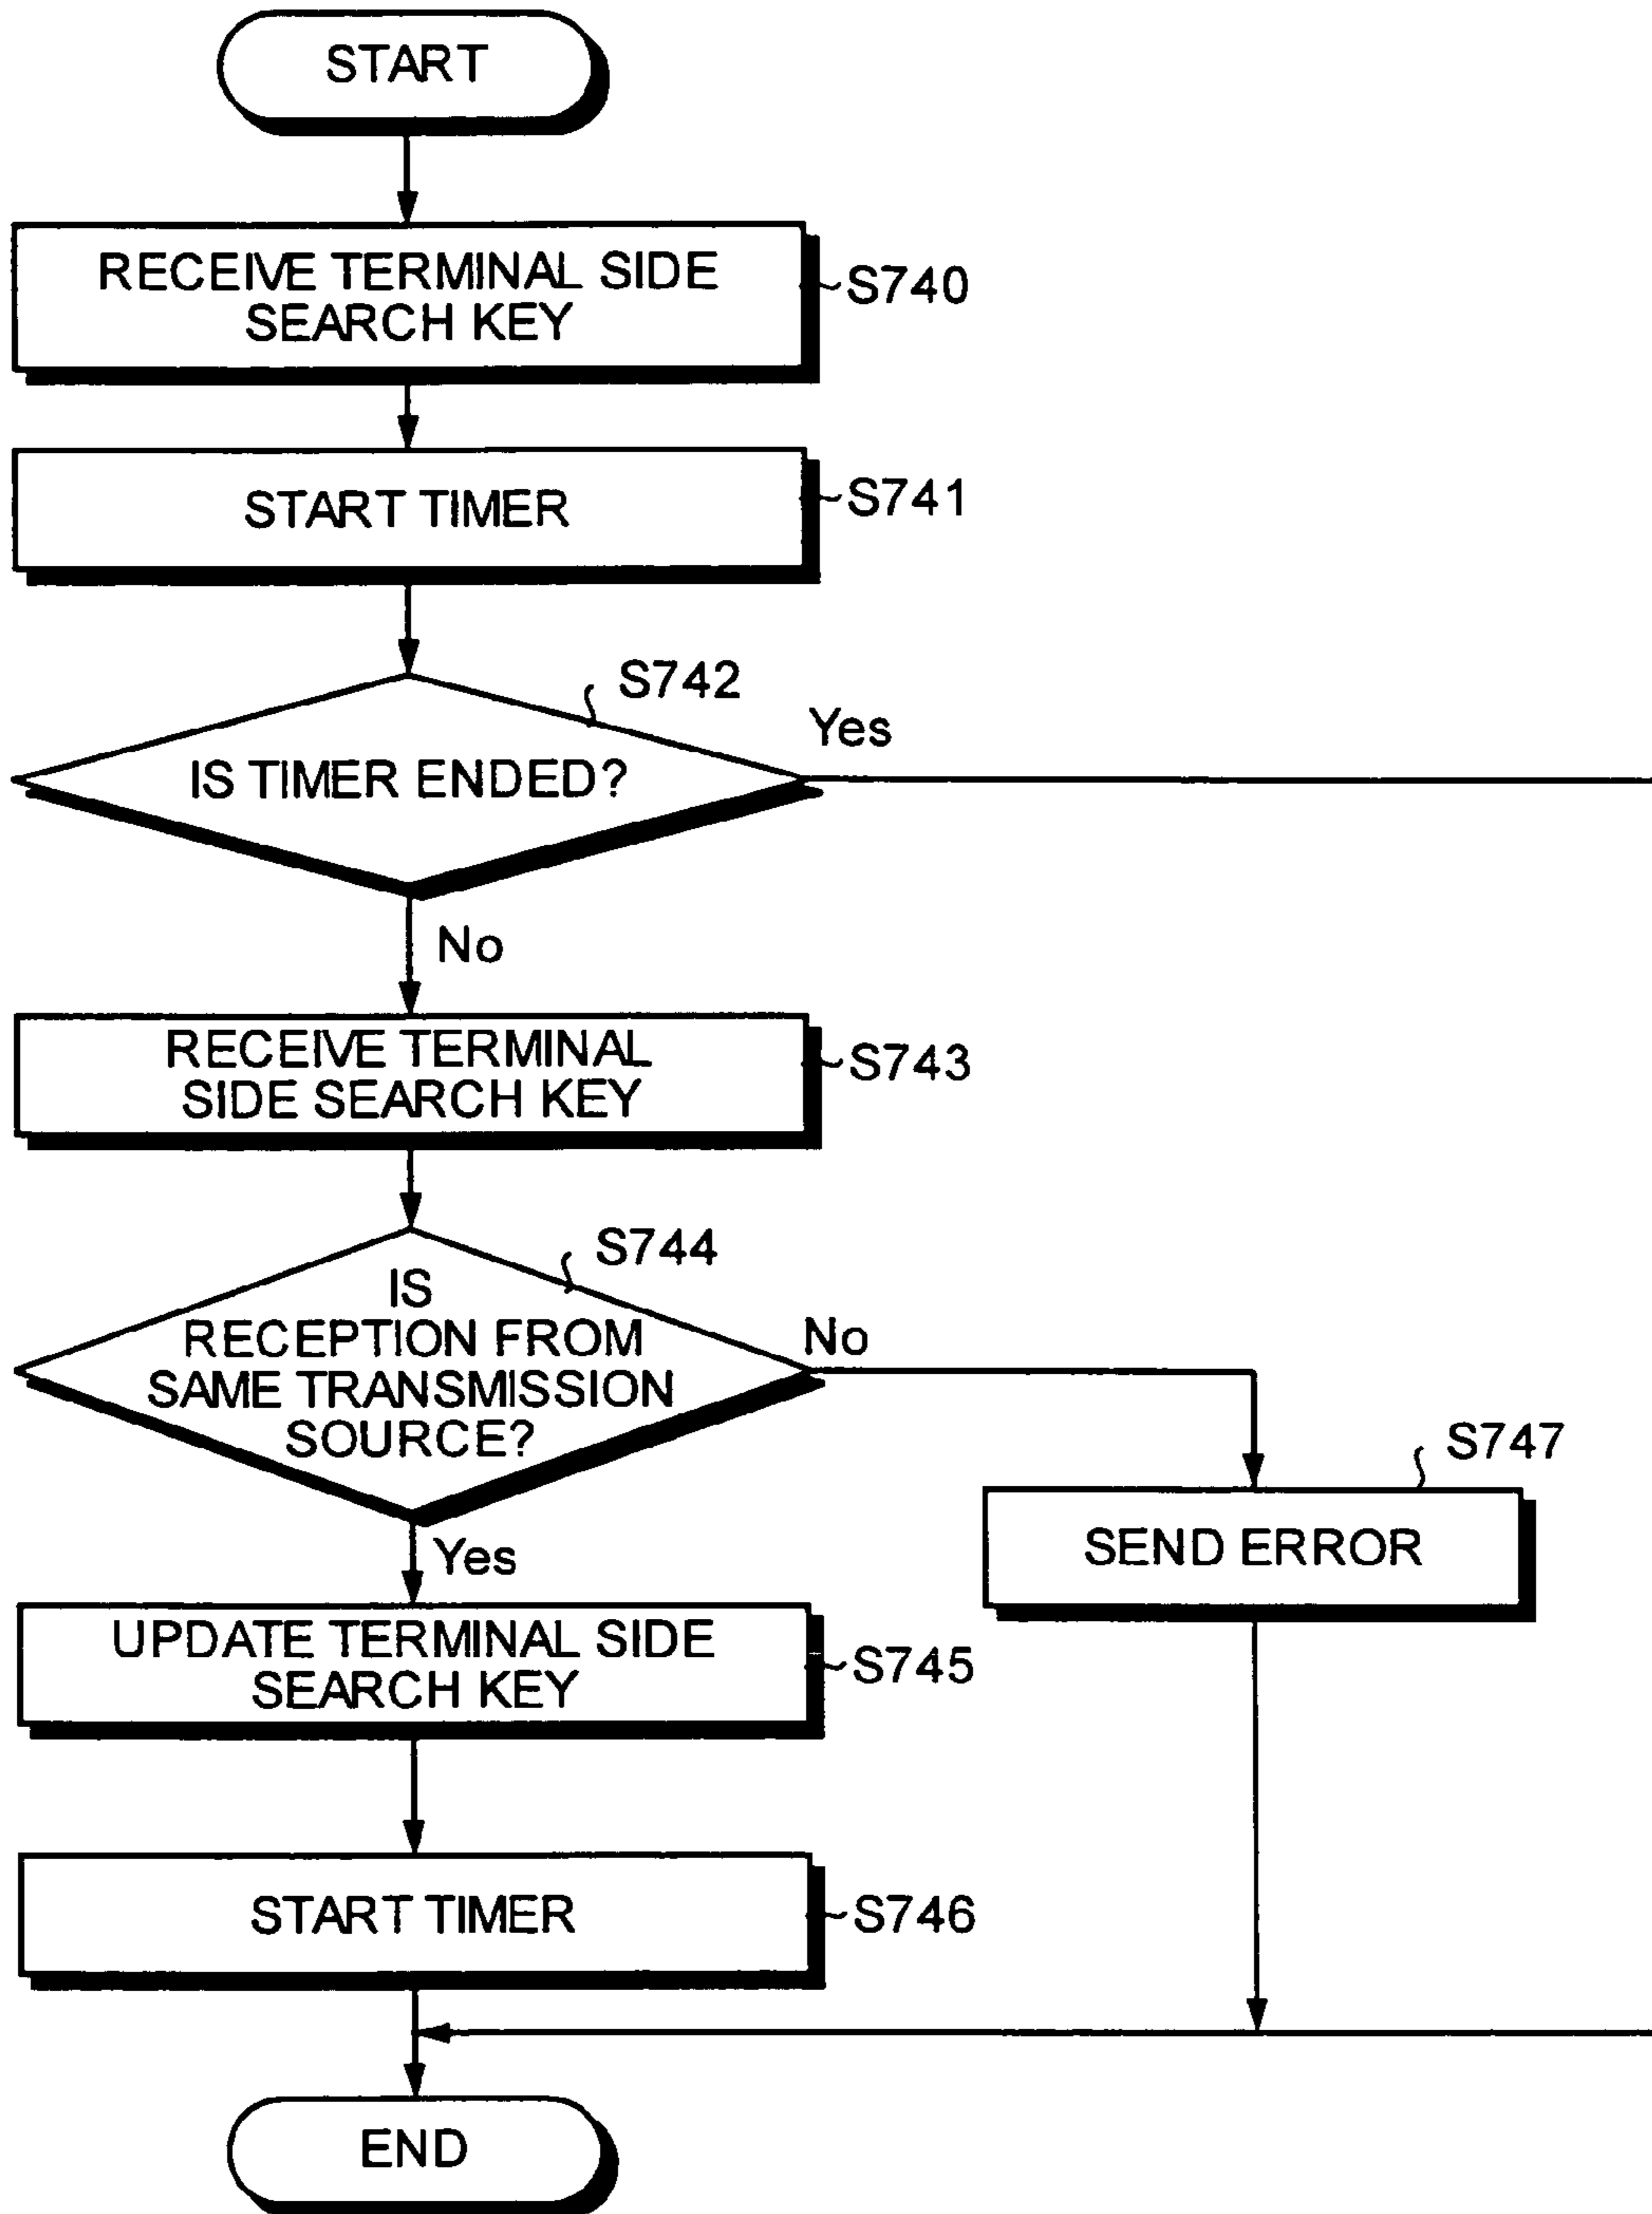 START
RECEIVE TERMINAL SIDE
SEARCH KEY
S740
START TIMER
S741
S742
IS TIMER ENDED?
Yes
No
RECEIVE TERMINAL
SIDE SEARCH KEY
S743
S744
IS
RECEPTION FROM
SAME TRANSMISSION
SOURCE?
No
S747
SEND ERROR
Yes
UPDATE TERMINAL SIDE
SEARCH KEY
S745
START TIMER
S746
END